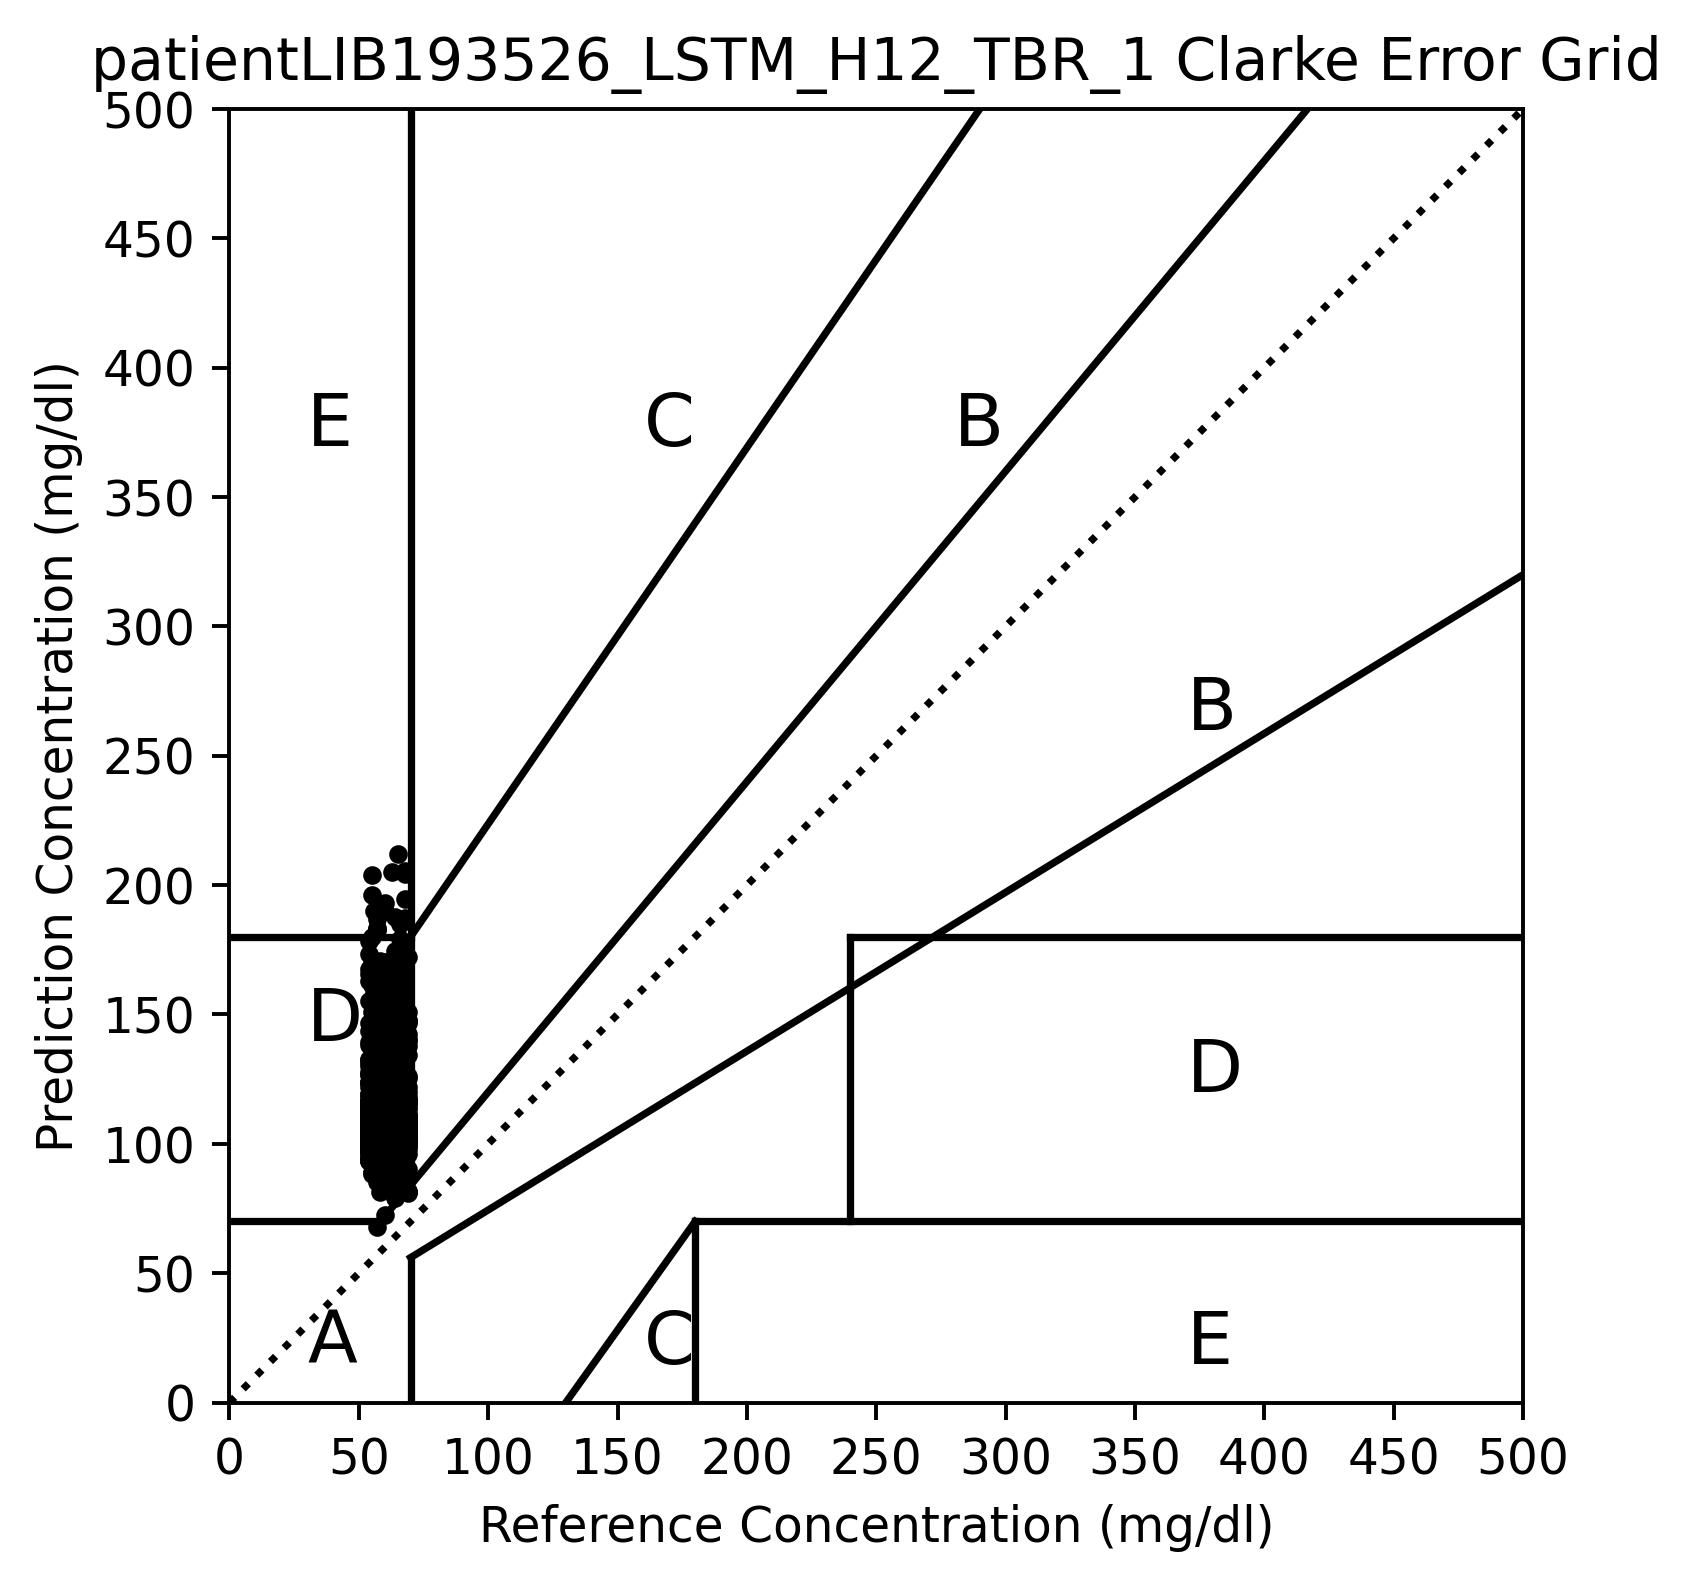 patientLIB193526_LSTM_H12_TBR_1 Clarke Error Grid
500
450
400
350
300
250
200
150
100
50
0
Prediction Concentration (mg/dl)
E
C
B
B
D
D
A
C
E
0 50 100 150 200 250 300 350 400 450 500
Reference Concentration (mg/dl)